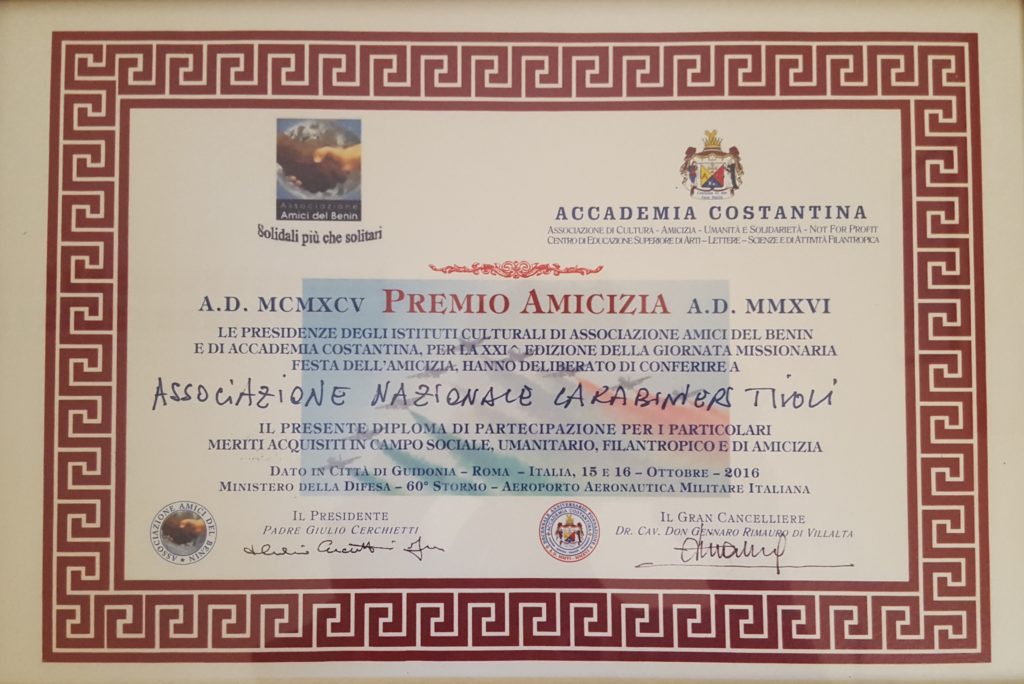 Associazione
Amici del Benin
Solidali più che solitari
ACCADEMIA COSTANTINA
ASSOCIAZIONE DI CULTURA - AMICIZIA - UMANITÀ E SOLIDARIETÀ - NOT FOR PROFIT
CENTRO DI EDUCAZIONE SUPERIORE DI ARTI – LETTERE – SCIENZE E DI ATTIVITÀ FILANTROPICA
A.D. MCMXCV PREMIO AMICIZIA A.D. MMXVI
LE PRESIDENZE DEGLI ISTITUTI CULTURALI DI ASSOCIAZIONE AMICI DEL BENIN
E DI ACCADEMIA COSTANTINA, PER LA XXI EDIZIONE DELLA GIORNATA MISSIONARIA
FESTA DELL'AMICIZIA, HANNO DELIBERATO DI CONFERIRE A
ASSOCIAZIONE NAZIONALE CARABINIERI TIVOLI
IL PRESENTE DIPLOMA DI PARTECIPAZIONE PER I PARTICOLARI
MERITI ACQUISITI IN CAMPO SOCIALE, UMANITARIO, FILANTROPICO E DI AMICIZIA
DATO IN CITTÀ DI GUIDONIA – ROMA – ITALIA, 15 E 16 – OTTOBRE – 2016
MINISTERO DELLA DIFESA – 60° STORMO – AEROPORTO AERONAUTICA MILITARE ITALIANA
ASSOCIAZIONE AMICI DEL BENIN
IL PRESIDENTE
PADRE GIULIO CERCHIETTI
IL GRAN CANCELLIERE
DR. CAV. DON GENNARO RIMAURO DI VILLALTA